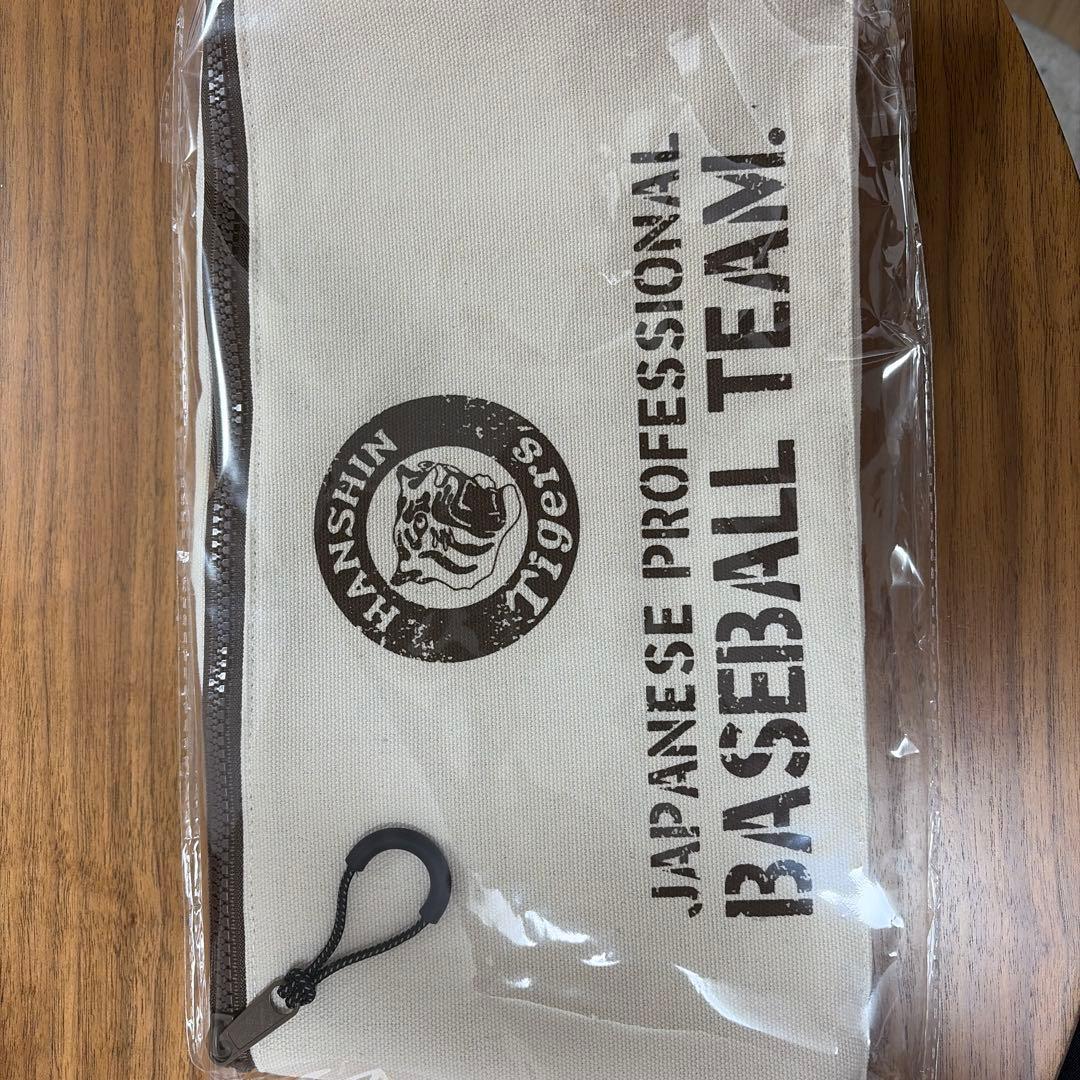 HANSHIN
Tigers
JAPANESE PROFESSIONAL
BASEBALL TEAM.